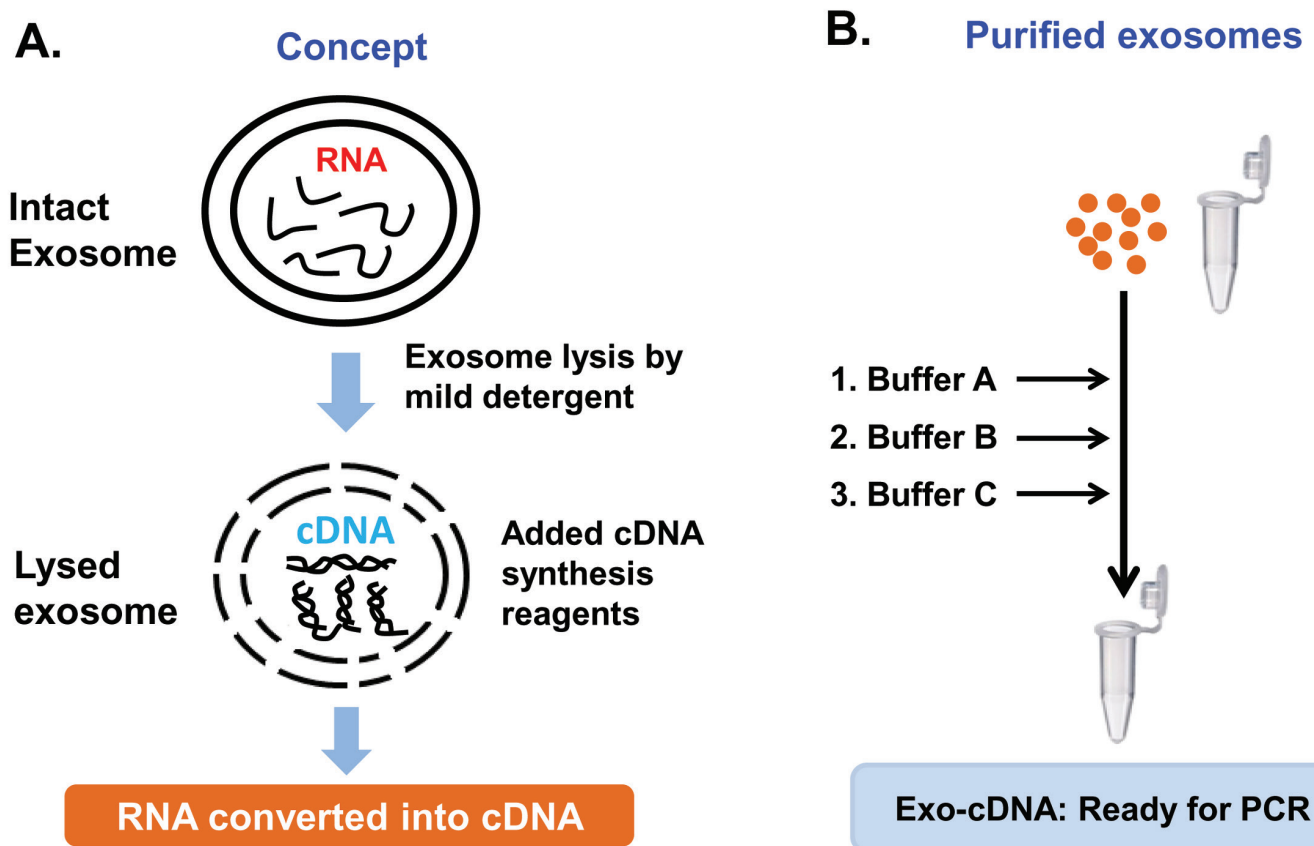 A.
Concept
RNA
Intact
Exosome
Exosome lysis by
mild detergent
cDNA
Lysed
exosome
Added cDNA
synthesis
reagents
RNA converted into cDNA
B.
Purified exosomes
1. Buffer A
2. Buffer B
3. Buffer C
Exo-cDNA: Ready for PCR